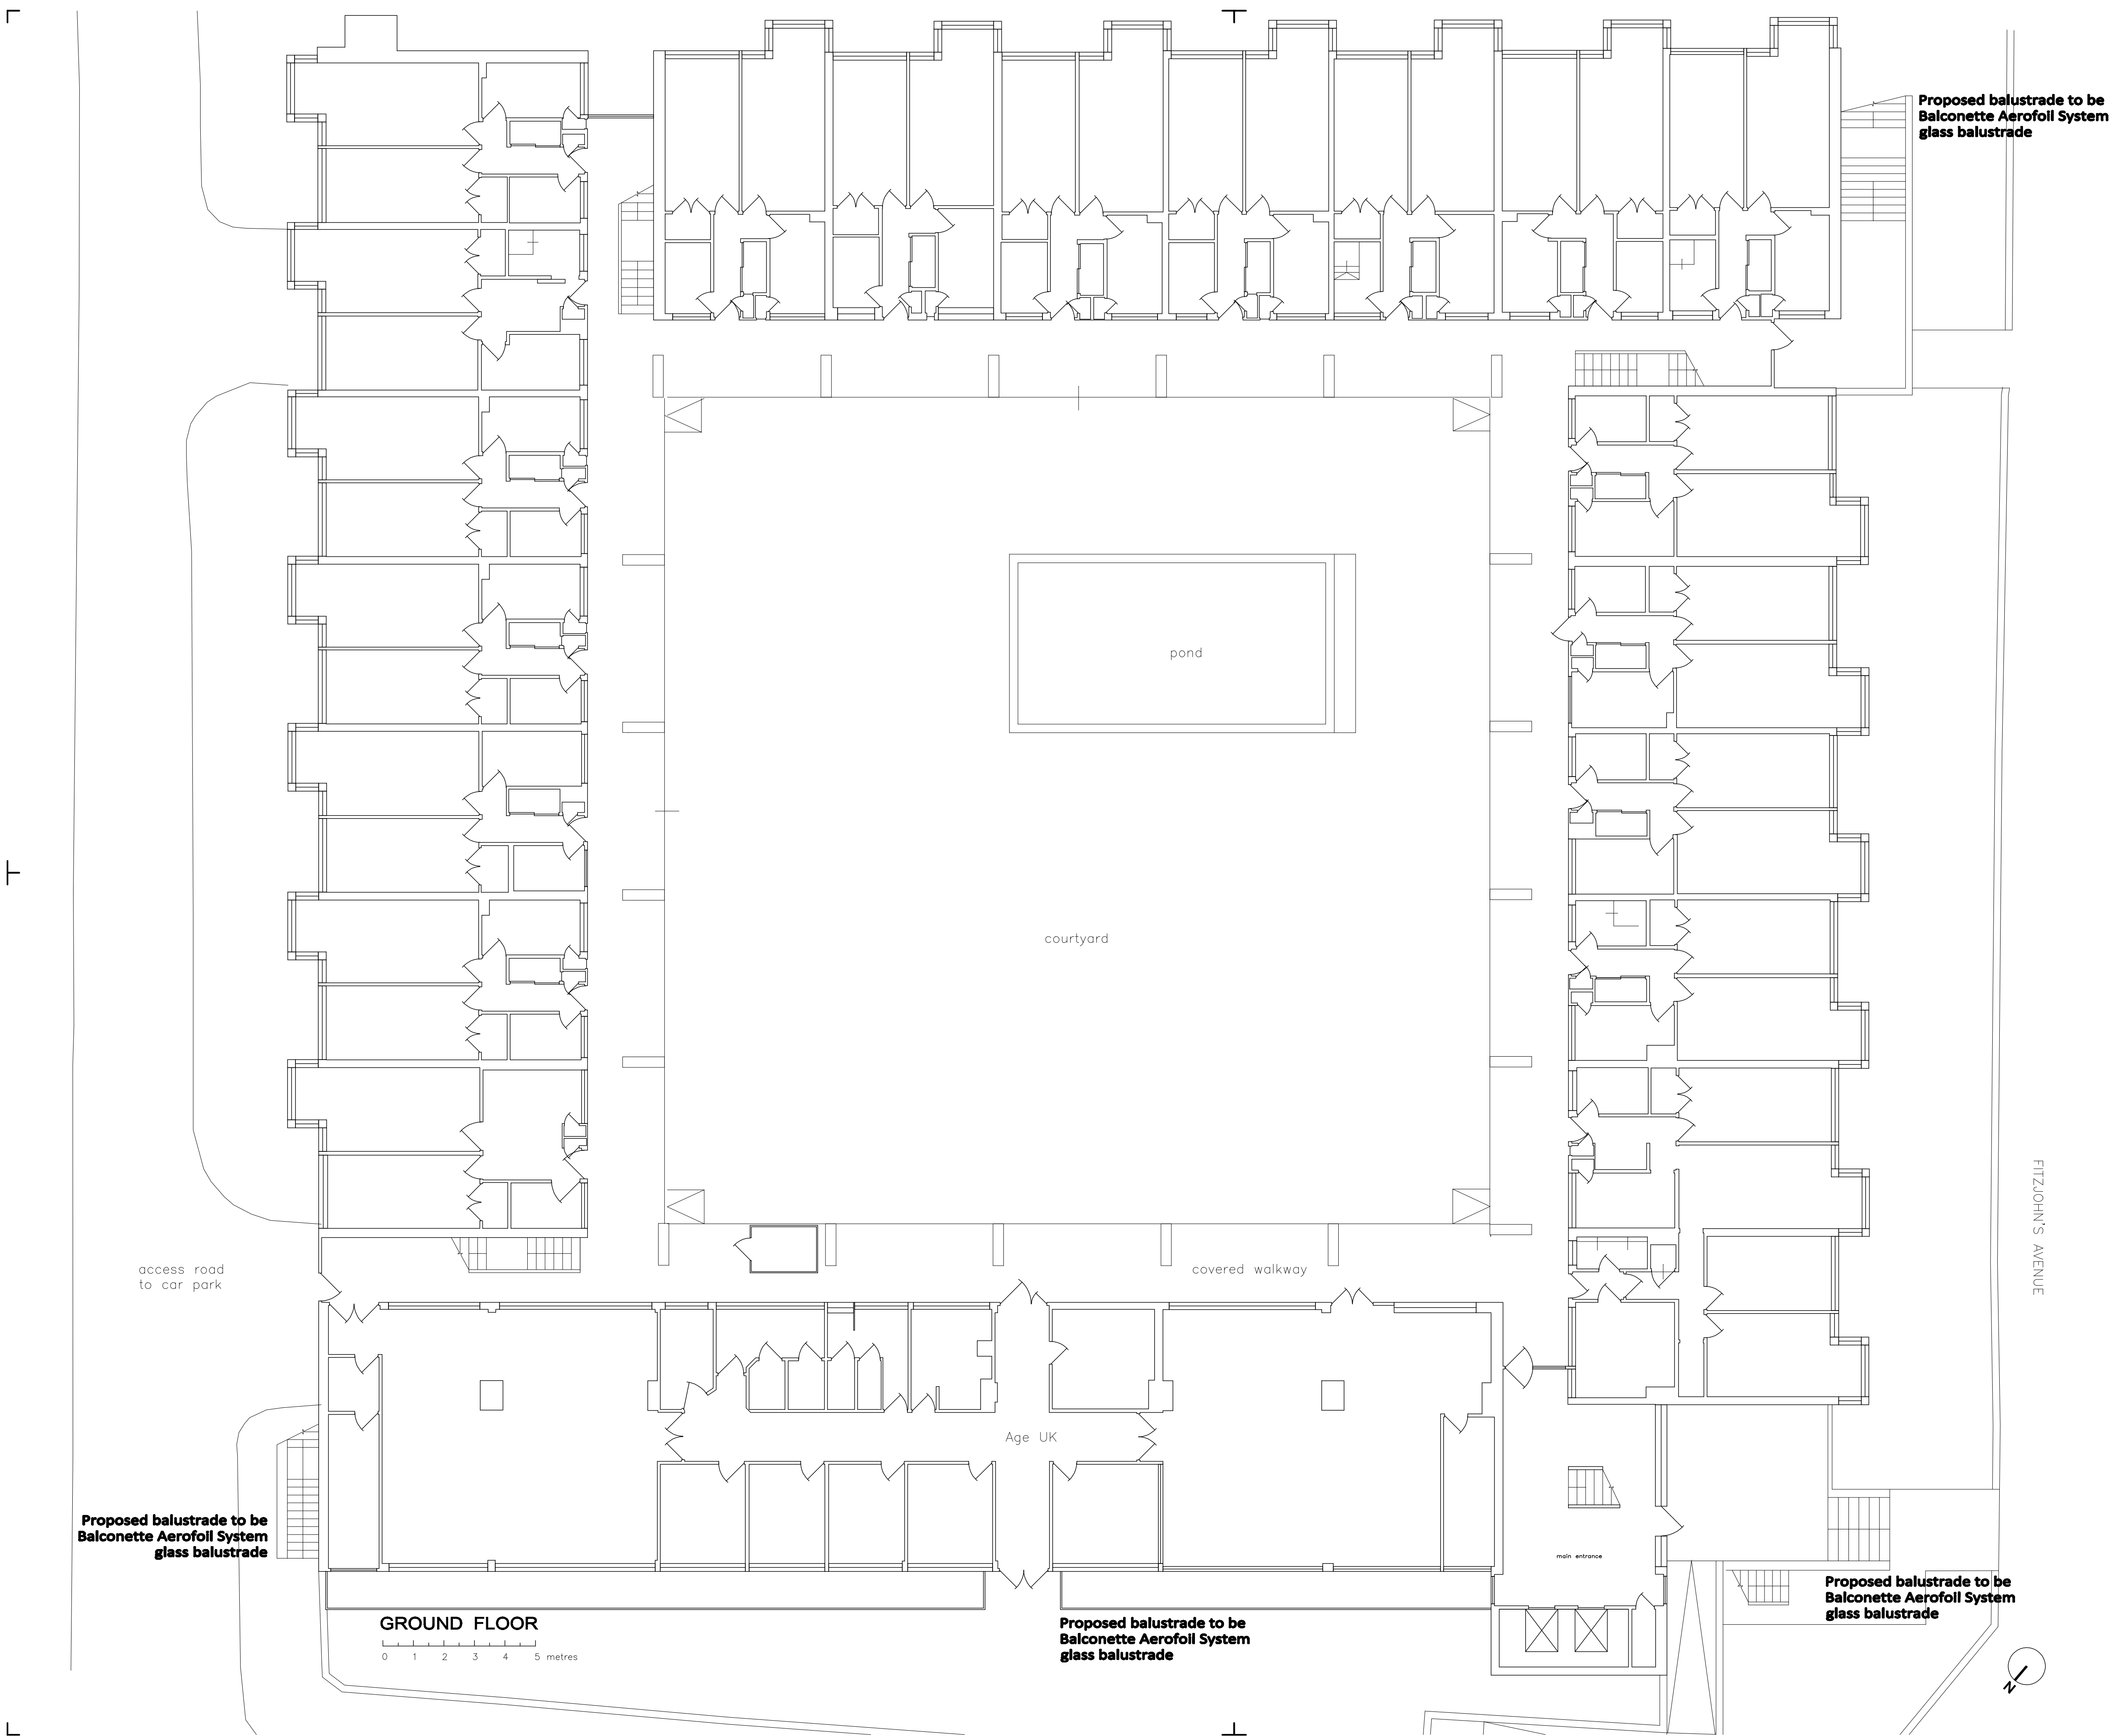 Proposed balustrade to be
Balconette Aerofoil System
glass balustrade
pond
courtyard
FITZJOHN'S AVENUE
access road
to car park
covered walkway
Age UK
Proposed balustrade to be
Balconette Aerofoil System
glass balustrade
main entrance
Proposed balustrade to be
Balconette Aerofoil System
glass balustrade
GROUND FLOOR
0 1 2 3 4 5 metres
Proposed balustrade to be
Balconette Aerofoil System
glass balustrade
N